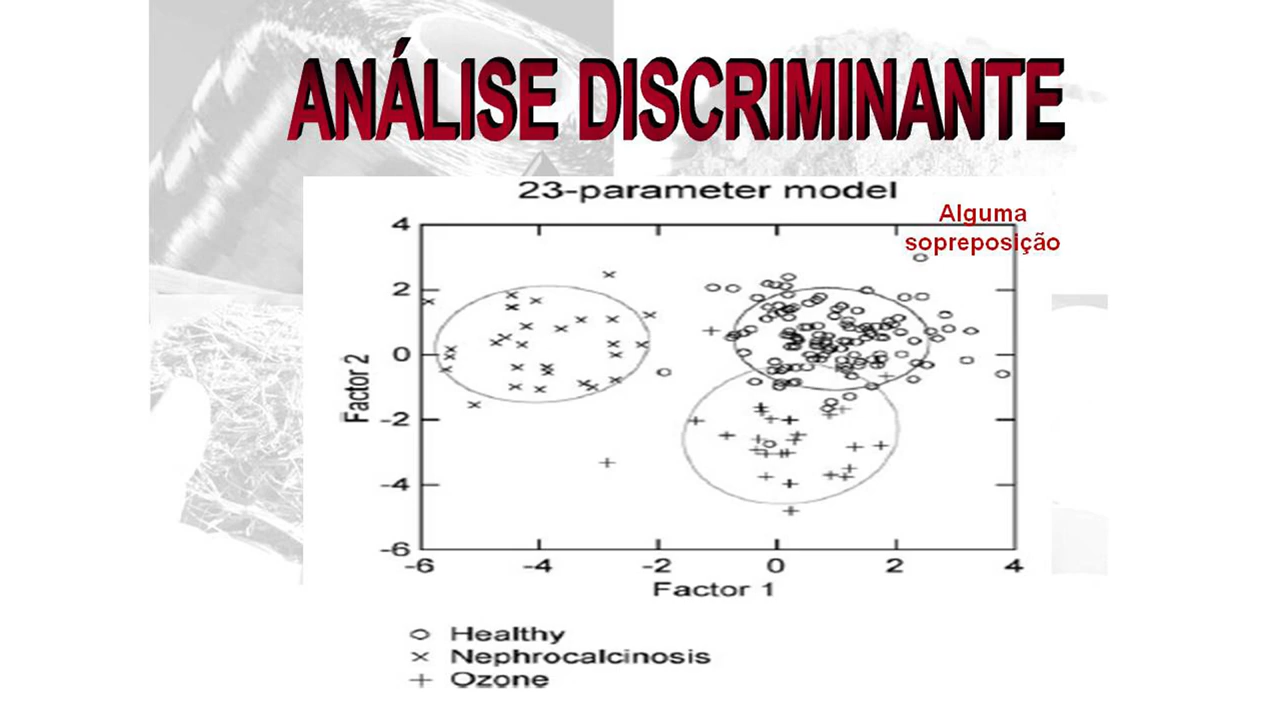 ANÁLISE DISCRIMINANTE
23-parameter model
Alguma
sopreposição
4
2
0
-2
-4
-6
Factor 2
-6 -4 -2 0 2 4
Factor 1
Healthy
Nephrocalcinosis
Ozone